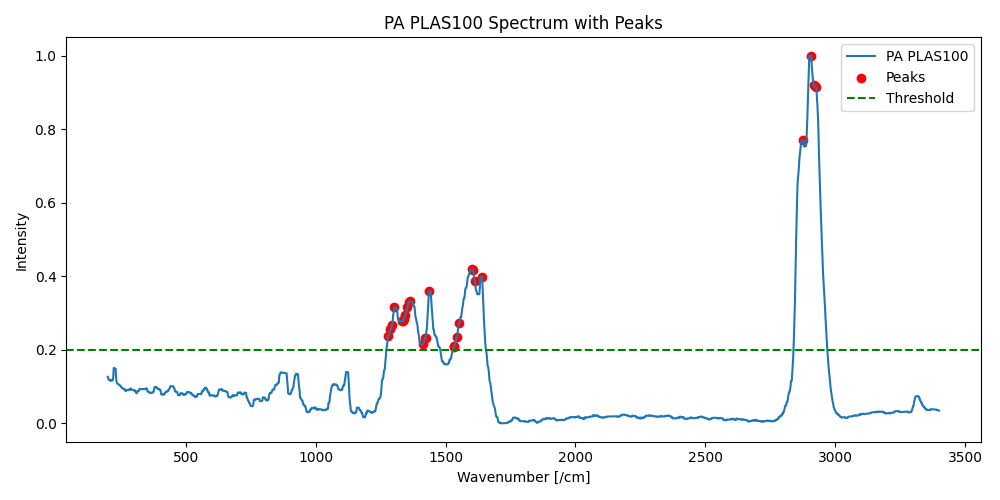 PA PLAS100 Spectrum with Peaks
PA PLAS100
Peaks
Threshold
Intensity
1.0
0.8
0.6
0.4
0.2
0.0
500
1000
1500
2000
2500
3000
3500
Wavenumber [/cm]